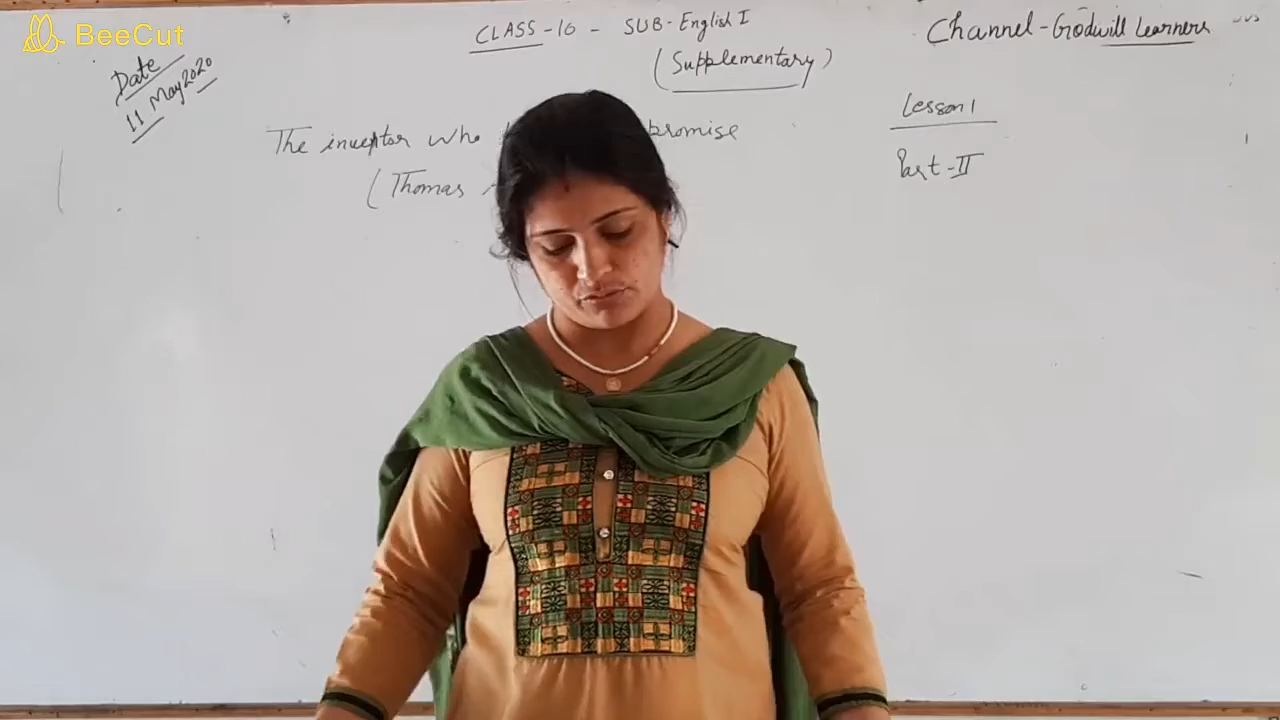 BeeCut
CLASS-10 - SUB-English I
Channel-Godwill Learners
(Supplementary)
Date
11 May 2020
Lesson 1
The inventor who promise
Part-II
(Thomas